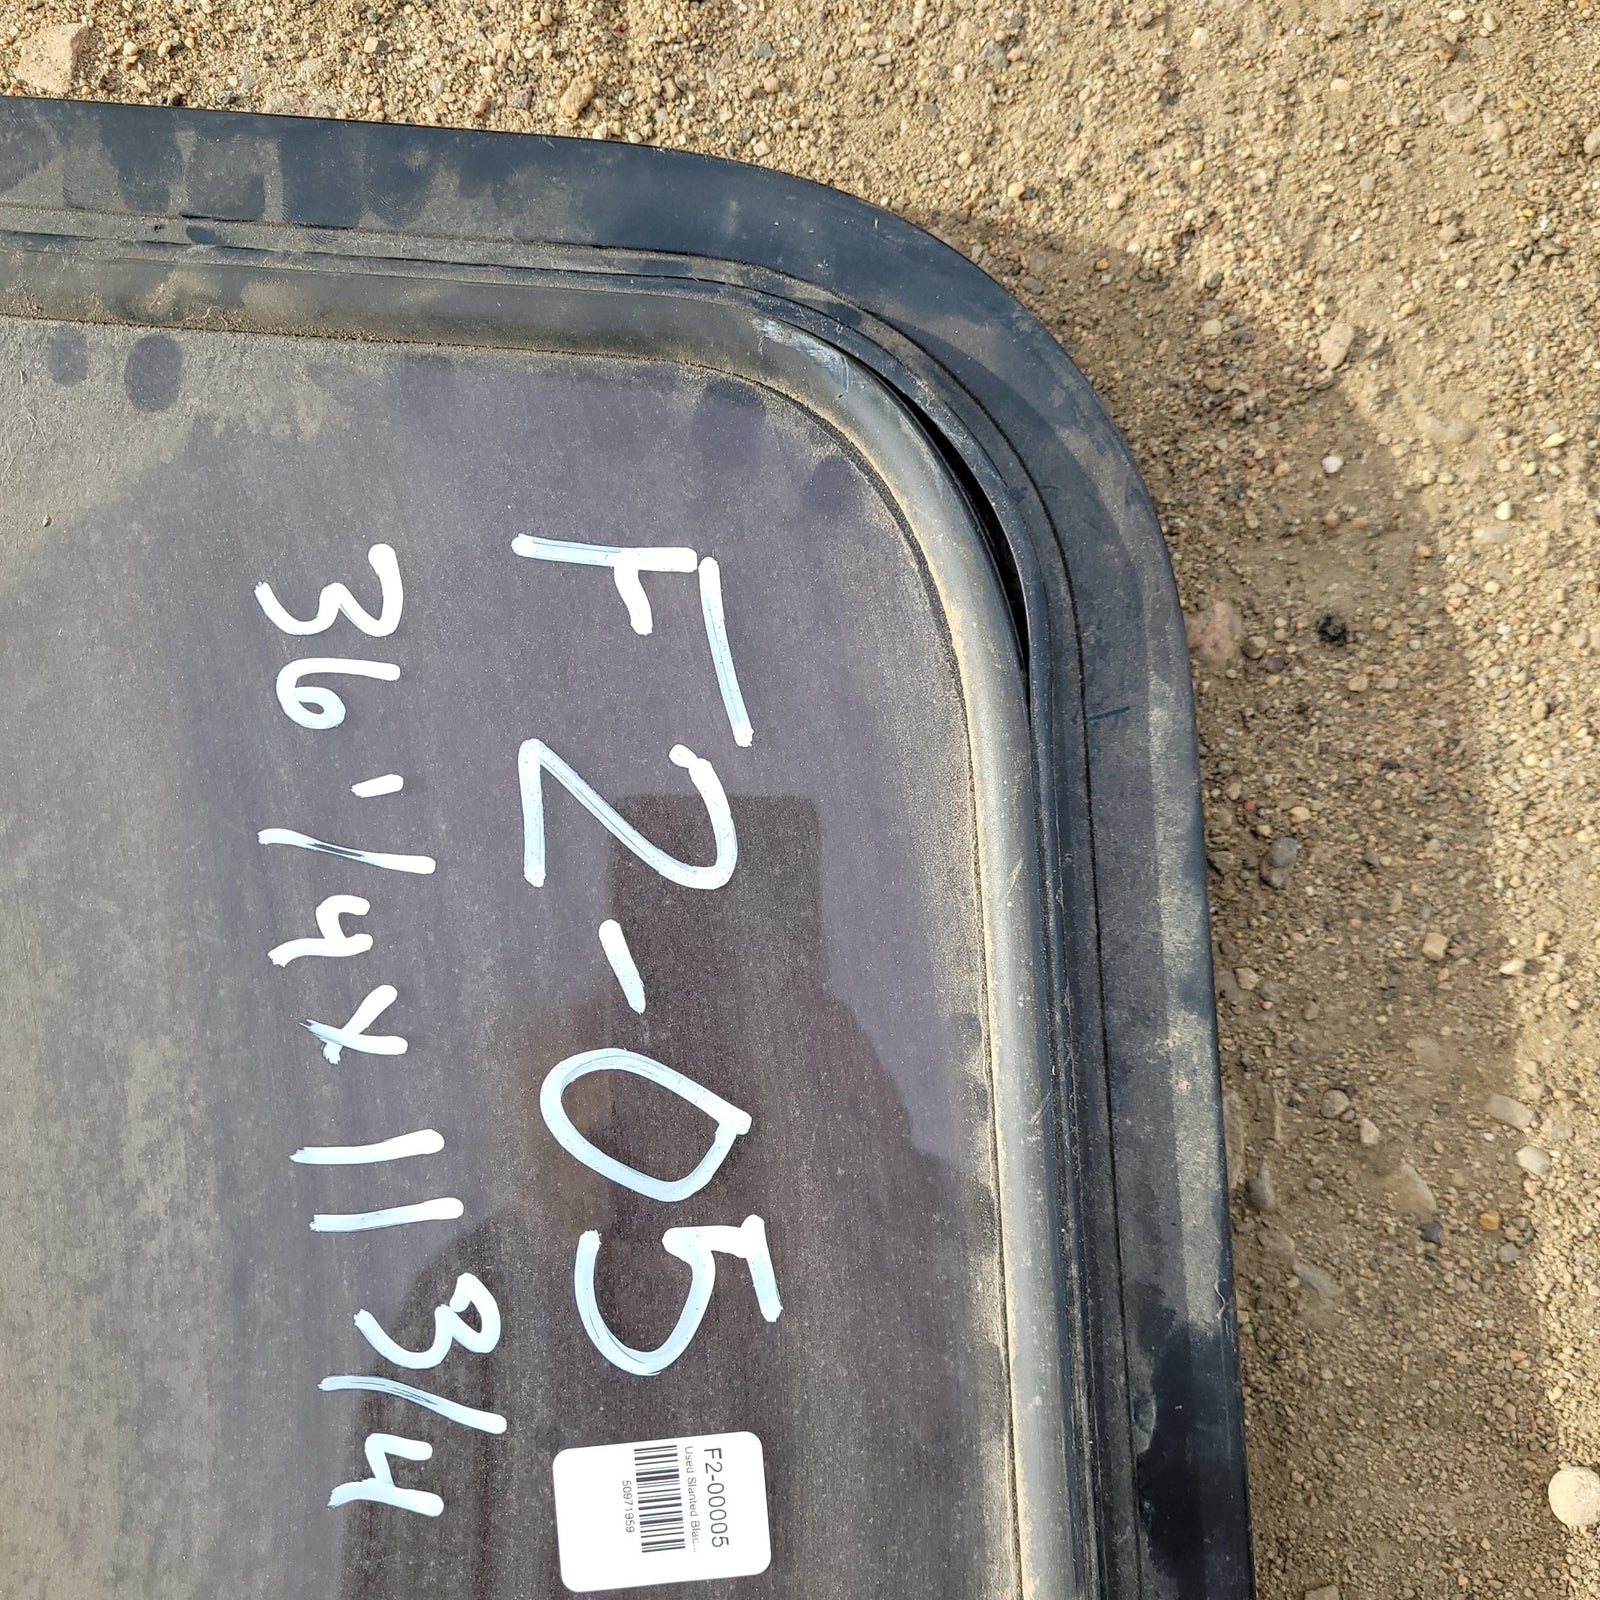 F2-05
36 1/4 x 11 3/4
F2-00005
Used Slanted Blac...
50971959